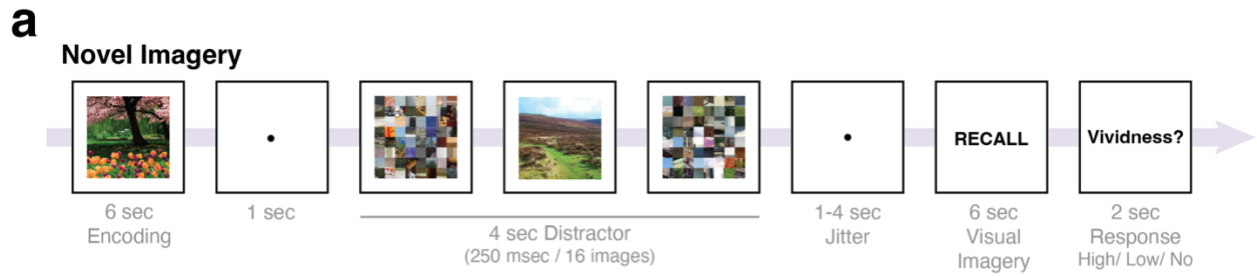 a
Novel Imagery
RECALL
Vividness?
6 sec
Encoding
1 sec
4 sec Distractor
(250 msec / 16 images)
1-4 sec
Jitter
6 sec
Visual
Imagery
2 sec
Response
High/ Low/ No